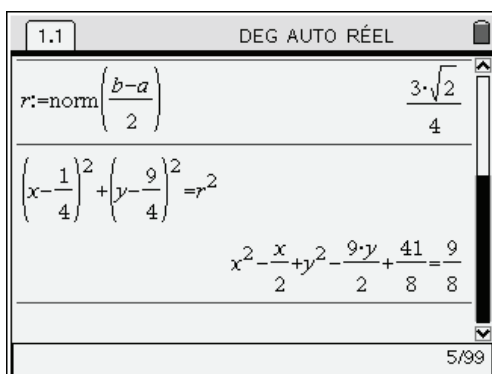 1.1 DEG AUTO RÉEL
r:=norm((b-a)/2)
(3·√2)/4
(x-1/4)²+(y-9/4)²=r²
x²-x/2+y²-(9·y)/2+41/8=9/8
5/99